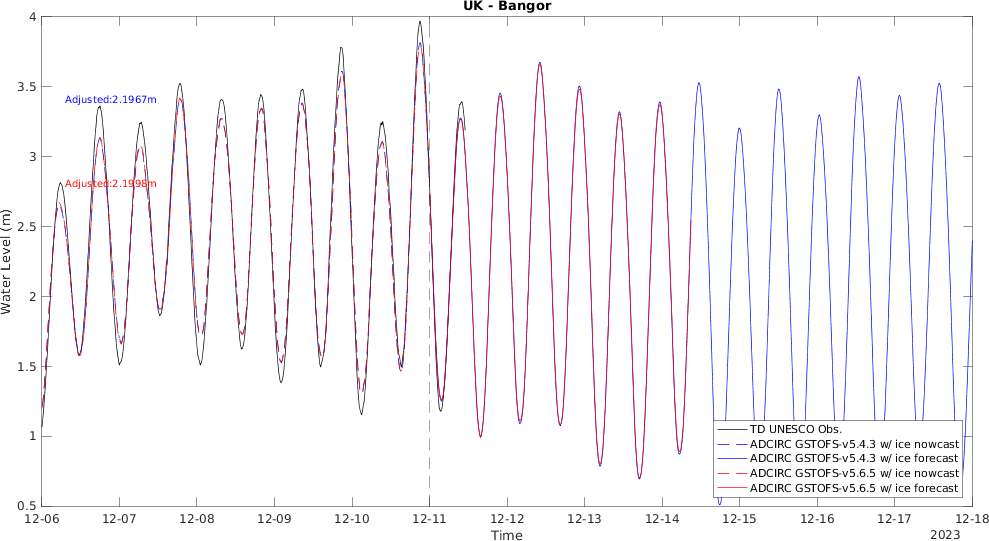 UK - Bangor
4
3.5
3
2.5
2
1.5
1
0.5
Water Level (m)
Adjusted:2.1967m
Adjusted:2.1998m
TD UNESCO Obs.
ADCIRC GSTOFS-v5.4.3 w/ ice nowcast
ADCIRC GSTOFS-v5.4.3 w/ ice forecast
ADCIRC GSTOFS-v5.6.5 w/ ice nowcast
ADCIRC GSTOFS-v5.6.5 w/ ice forecast
12-06 12-07 12-08 12-09 12-10 12-11 12-12 12-13 12-14 12-15 12-16 12-17 12-18
Time
2023